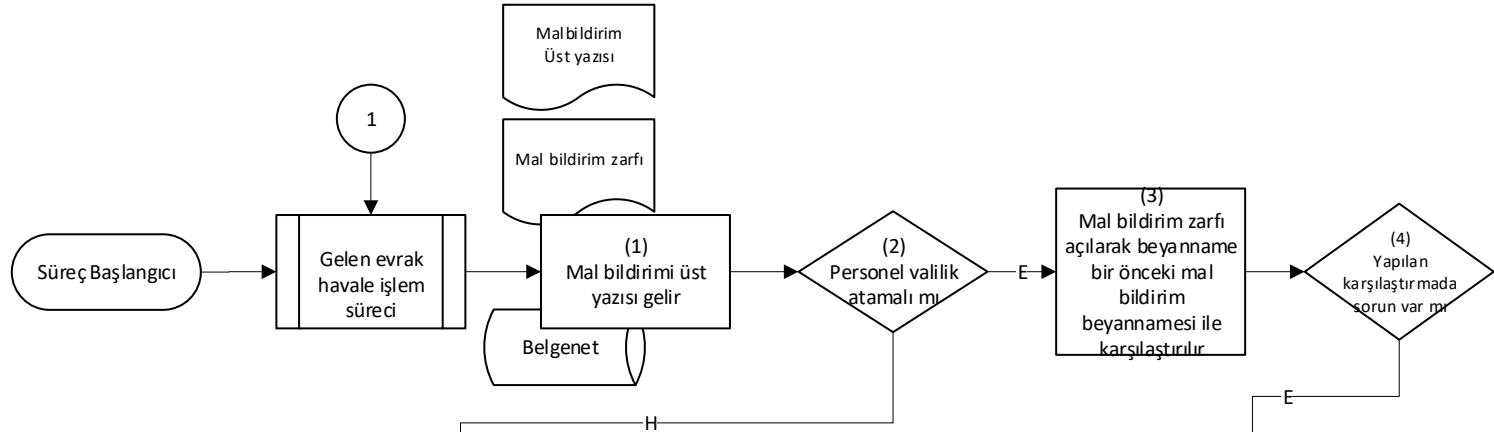 Malbildirim
Üst yazısı
1
Mal bildirim zarfı
Süreç Başlangıcı
Gelen evrak
havale işlem
süreci
(1)
Mal bildirimi üst
yazısı gelir
Belgenet
(2)
Personel valilik
atamalı mı
E
H
(3)
Mal bildirim zarfı
açılarak beyanname
bir önceki mal
bildirim
beyannamesi ile
karşılaştırılır
(4)
Yapılan
karşılaştırmada
sorun var mı
E